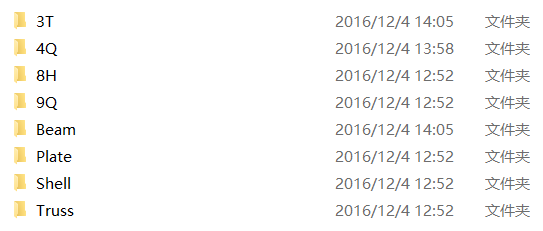 3T 2016/12/4 14:05 文件夹
4Q 2016/12/4 13:58 文件夹
8H 2016/12/4 12:52 文件夹
9Q 2016/12/4 12:52 文件夹
Beam 2016/12/4 14:05 文件夹
Plate 2016/12/4 12:52 文件夹
Shell 2016/12/4 12:52 文件夹
Truss 2016/12/4 12:52 文件夹